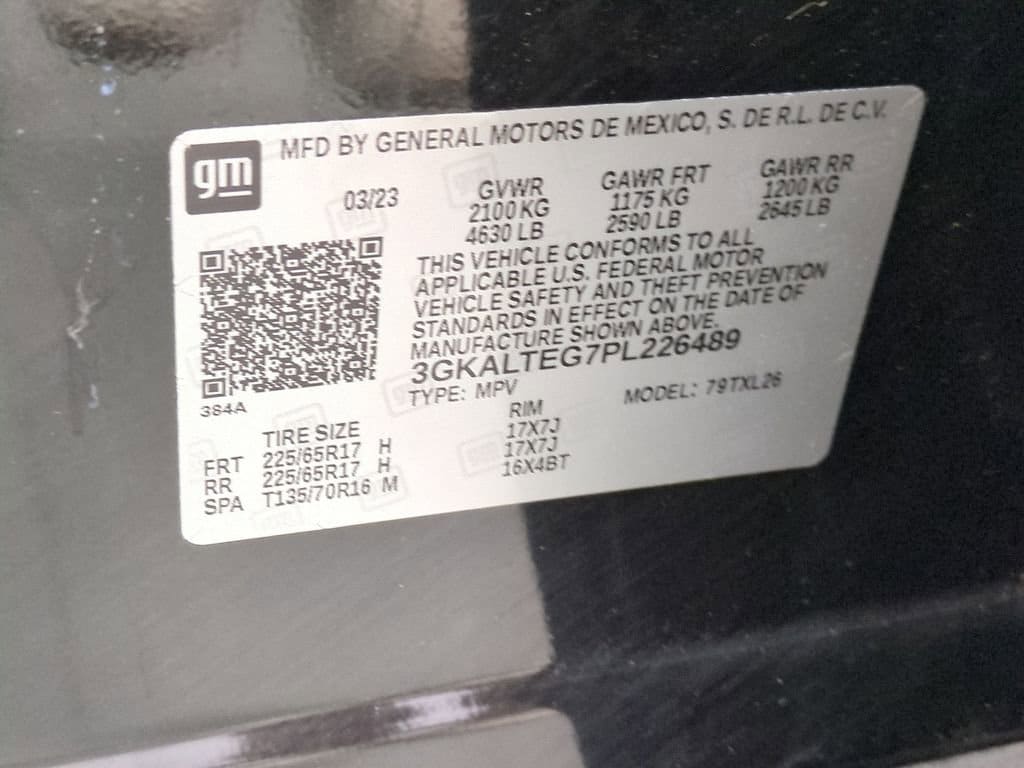 gm
MFD BY GENERAL MOTORS DE MEXICO, S. DE R.L. DE C.V.
03/23
GVWR GAWR FRT GAWR RR
2100 KG 1175 KG 1200 KG
4630 LB 2590 LB 2645 LB
THIS VEHICLE CONFORMS TO ALL
APPLICABLE U.S. FEDERAL MOTOR
VEHICLE SAFETY AND THEFT PREVENTION
STANDARDS IN EFFECT ON THE DATE OF
MANUFACTURE SHOWN ABOVE.
3GKALTEG7PL226489
TYPE: MPV MODEL: 79TXL26
384A
TIRE SIZE RIM
FRT 225/65R17 H 17X7J
RR 225/65R17 H 17X7J
SPA T135/70R16 M 16X4BT